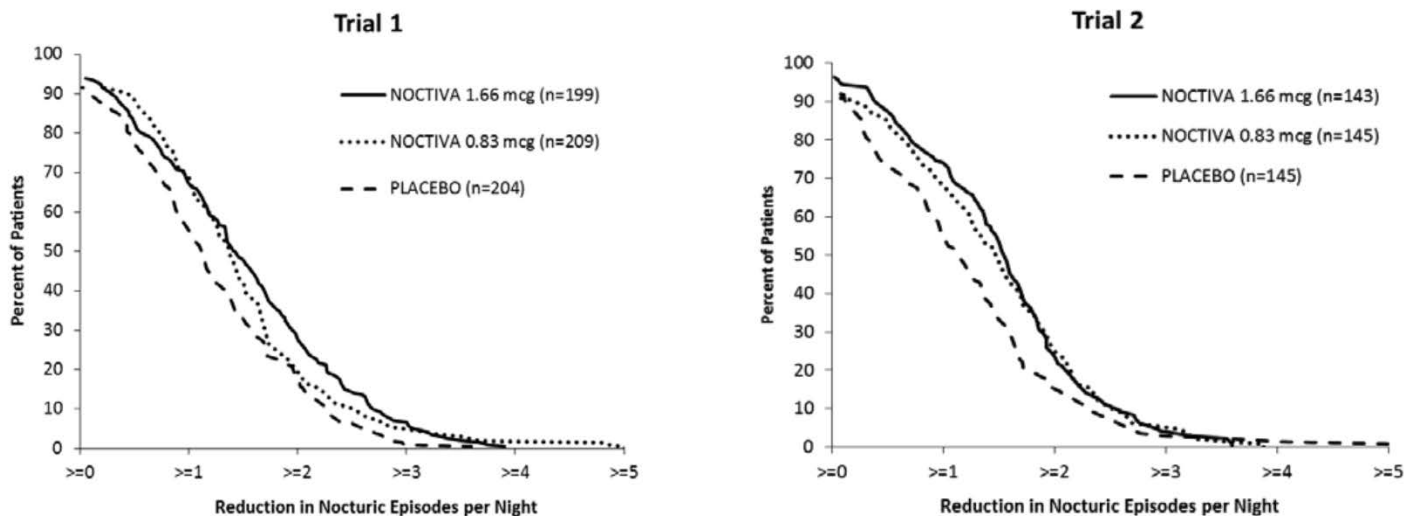 Trial 1
100
90
80
70
60
50
40
30
20
10
0
Percent of Patients
NOCTIVA 1.66 mcg (n=199)
NOCTIVA 0.83 mcg (n=209)
PLACEBO (n=204)
>=0 >=1 >=2 >=3 >=4 >=5
Reduction in Nocturic Episodes per Night
Trial 2
100
90
80
70
60
50
40
30
20
10
0
Percent of Patients
NOCTIVA 1.66 mcg (n=143)
NOCTIVA 0.83 mcg (n=145)
PLACEBO (n=145)
>=0 >=1 >=2 >=3 >=4 >=5
Reduction in Nocturic Episodes per Night